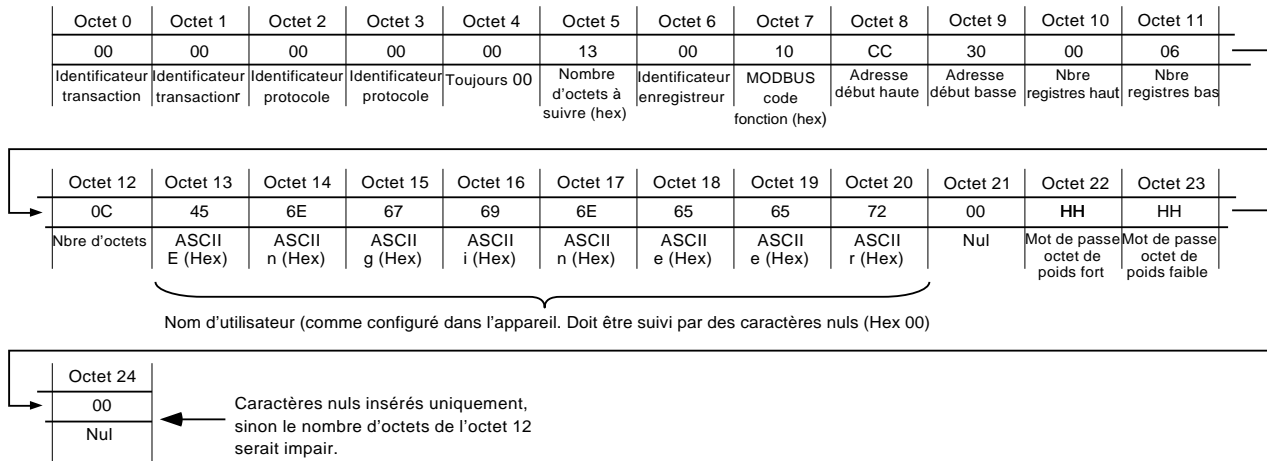 Octet 0 Octet 1 Octet 2 Octet 3 Octet 4 Octet 5 Octet 6 Octet 7 Octet 8 Octet 9 Octet 10 Octet 11
00 00 00 00 00 13 00 10 CC 30 00 06
Identificateur Identificateur Identificateur Identificateur Toujours 00 Nombre Identificateur MODBUS Adresse Adresse Nbre Nbre
transaction transactionr protocole protocole d'octets à enregistreur code début haute début basse registres haut registres bas
suivre (hex) fonction (hex)
Octet 12 Octet 13 Octet 14 Octet 15 Octet 16 Octet 17 Octet 18 Octet 19 Octet 20 Octet 21 Octet 22 Octet 23
0C 45 6E 67 69 6E 65 65 72 00 HH HH
Nbre d'octets ASCII ASCII ASCII ASCII ASCII ASCII ASCII ASCII Nul Mot de passe Mot de passe
E (Hex) n (Hex) g (Hex) i (Hex) n (Hex) e (Hex) e (Hex) r (Hex) octet de octet de
poids fort poids faible
Nom d'utilisateur (comme configuré dans l'appareil. Doit être suivi par des caractères nuls (Hex 00)
Octet 24
00
Nul
Caractères nuls insérés uniquement,
sinon le nombre d'octets de l'octet 12
serait impair.